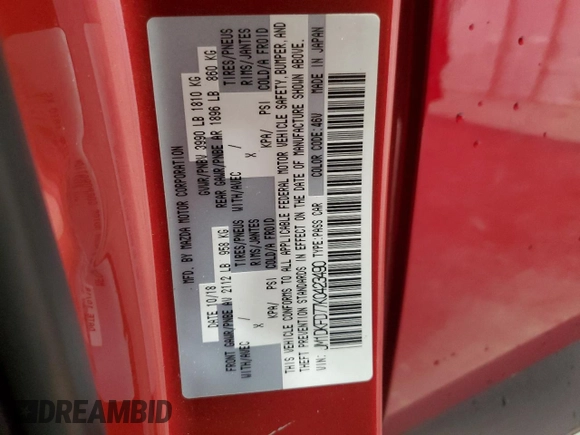 MFD. BY MAZDA MOTOR CORPORATION
DATE 10/18 GVWR/PNBV 3990 LB 1810 KG
FRONT GAWR/PNBE AV 2112 LB 958 KG REAR GAWR/PNBE AR 1896 LB 860 KG
WITH/AVEC TIRES/PNEUS WITH/AVEC TIRES/PNEUS
X RIMS/JANTES X RIMS/JANTES
KPA/ PSI COLD/A FROID KPA/ PSI COLD/A FROID
THIS VEHICLE CONFORMS TO ALL APPLICABLE FEDERAL MOTOR VEHICLE SAFETY, BUMPER, AND
THEFT PREVENTION STANDARDS IN EFFECT ON THE DATE OF MANUFACTURE SHOWN ABOVE.
VIN: JM1DKFD77K0423490 TYPE: PASS CAR COLOR CODE: 46V MADE IN JAPAN
DREAMBID